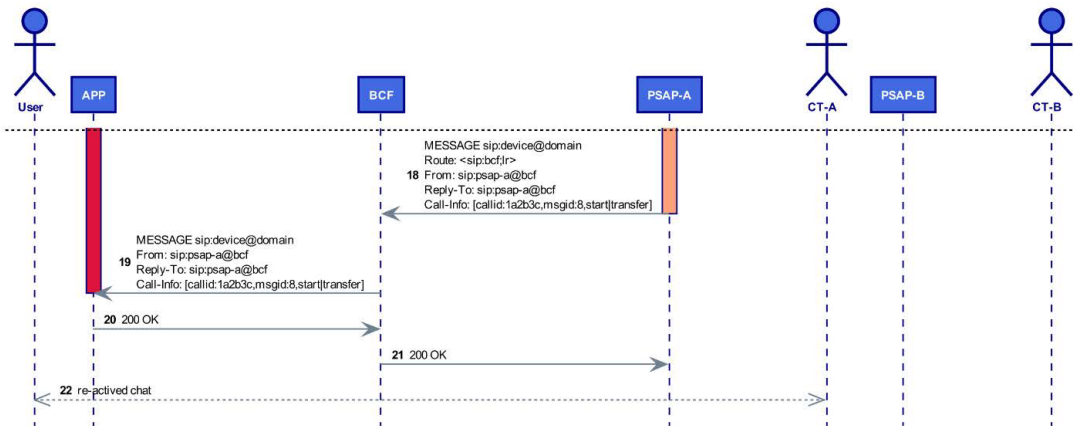 User
APP
BCF
PSAP-A
CT-A
PSAP-B
CT-B
MESSAGE sip:device@domain
Route: <sip:bcf;lr>
18 From: sip:psap-a@bcf
Reply-To: sip:psap-a@bcf
Call-Info: [callid:1a2b3c,msgid:8,start|transfer]
MESSAGE sip:device@domain
19 From: sip:psap-a@bcf
Reply-To: sip:psap-a@bcf
Call-Info: [callid:1a2b3c,msgid:8,start|transfer]
20 200 OK
21 200 OK
22 re-actived chat